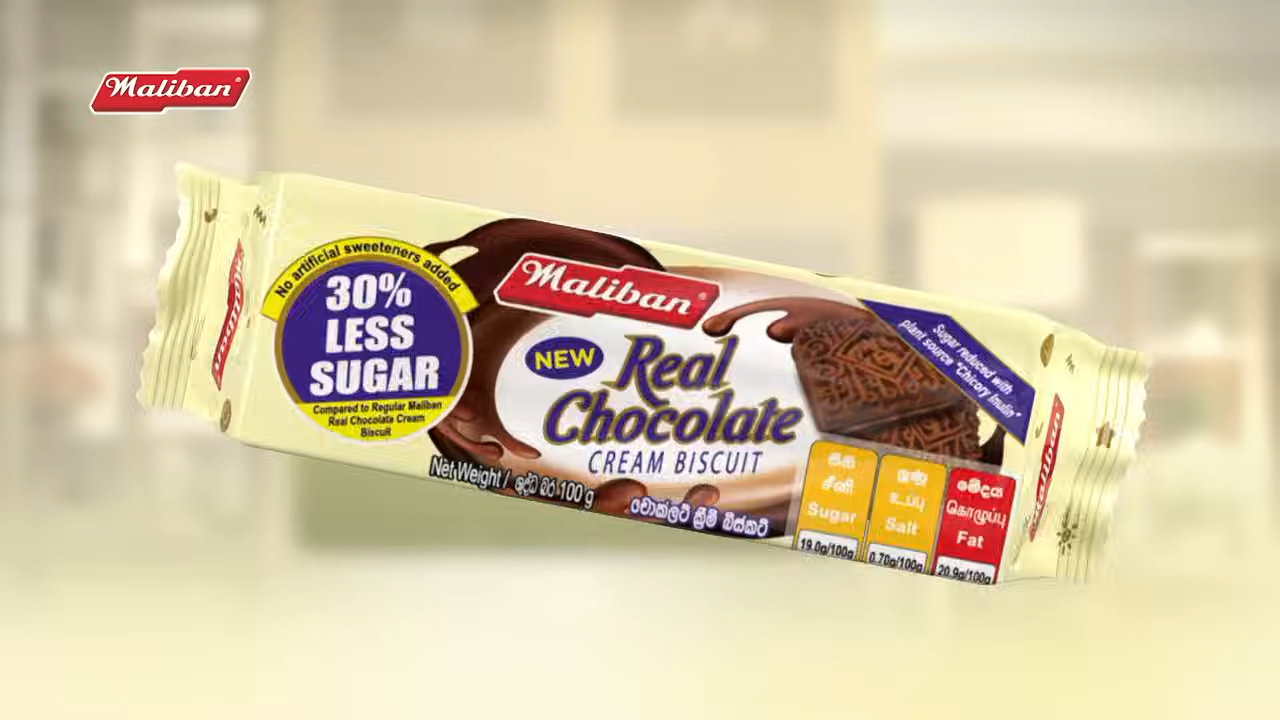 Maliban
No artificial sweeteners added
30%
LESS
SUGAR
Compared to Regular Maliban
Real Chocolate Cream
Biscuit
Maliban
Maliban
NEW
Real
Chocolate
CREAM BISCUIT
Net Weight / ශුද්ධ බර 100 g
චොක්ලට් ක්‍රීම් බිස්කට්
Sugar reduced with
plant source "Chicory Inulin"
සීනි
சீனி
Sugar
19.0g/100g
ලුණු
உப்பு
Salt
0.70g/100g
මේදය
கொழுப்பு
Fat
20.9g/100g
Maliban